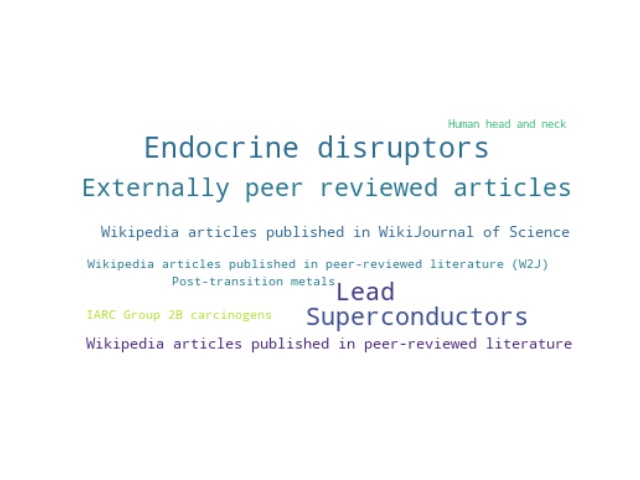 Human head and neck
Endocrine disruptors
Externally peer reviewed articles
Wikipedia articles published in WikiJournal of Science
Wikipedia articles published in peer-reviewed literature (W2J)
Post-transition metals
Lead
IARC Group 2B carcinogens
Superconductors
Wikipedia articles published in peer-reviewed literature